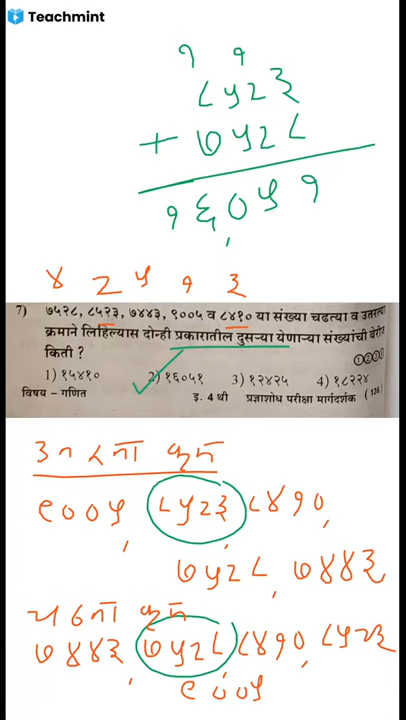 Teachmint
१ १
८५२३
+ ७५२८
१६०५१
४ २ ५ १ ३
7) ७५२८, ८५२३, ७४४३, ९००५ व ८४१० या संख्या चढत्या व उतरत्या
क्रमाने लिहिल्यास दोन्ही प्रकारातील दुसऱ्या येणाऱ्या संख्यांची बेरीज
किती ?
1) १५४१० 2) १६०५१ 3) १२४२५ 4) १८२२४
विषय – गणित इ. 4 थी प्रज्ञाशोध परीक्षा मार्गदर्शक
उतरता क्रम
९००५, ८५२३, ८४१०,
७५२८, ७४४३
चढता क्रम
७४४३, ७५२८, ८४१०, ८५२३
९००५